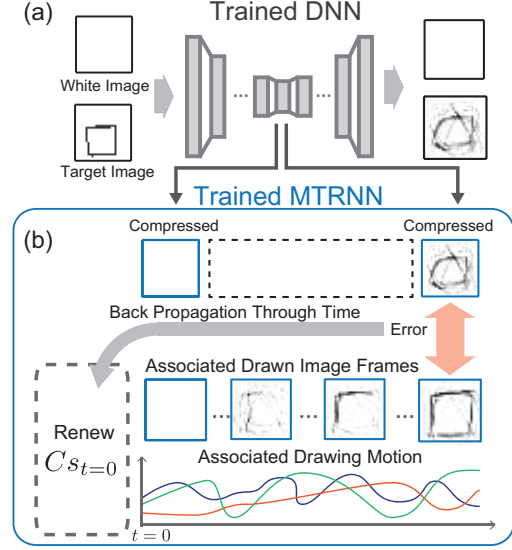 (a)
Trained DNN
White Image
... ...
Target Image
Trained MTRNN
(b)
Compressed Compressed
Back Propagation Through Time
Error
Associated Drawn Image Frames
... ... ...
Renew
Cs_{t=0}
Associated Drawing Motion
t = 0